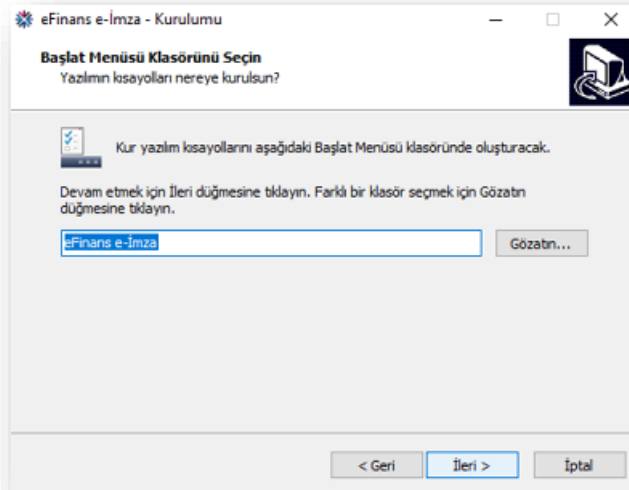 eFinans e-İmza - Kurulumu
Başlat Menüsü Klasörünü Seçin
Yazılımın kısayolları nereye kurulsun?
Kur yazılım kısayollarını aşağıdaki Başlat Menüsü klasöründe oluşturacak.
Devam etmek için İleri düğmesine tıklayın. Farklı bir klasör seçmek için Gözatın
düğmesine tıklayın.
eFinans e-İmza
Gözatın...
< Geri
İleri >
İptal